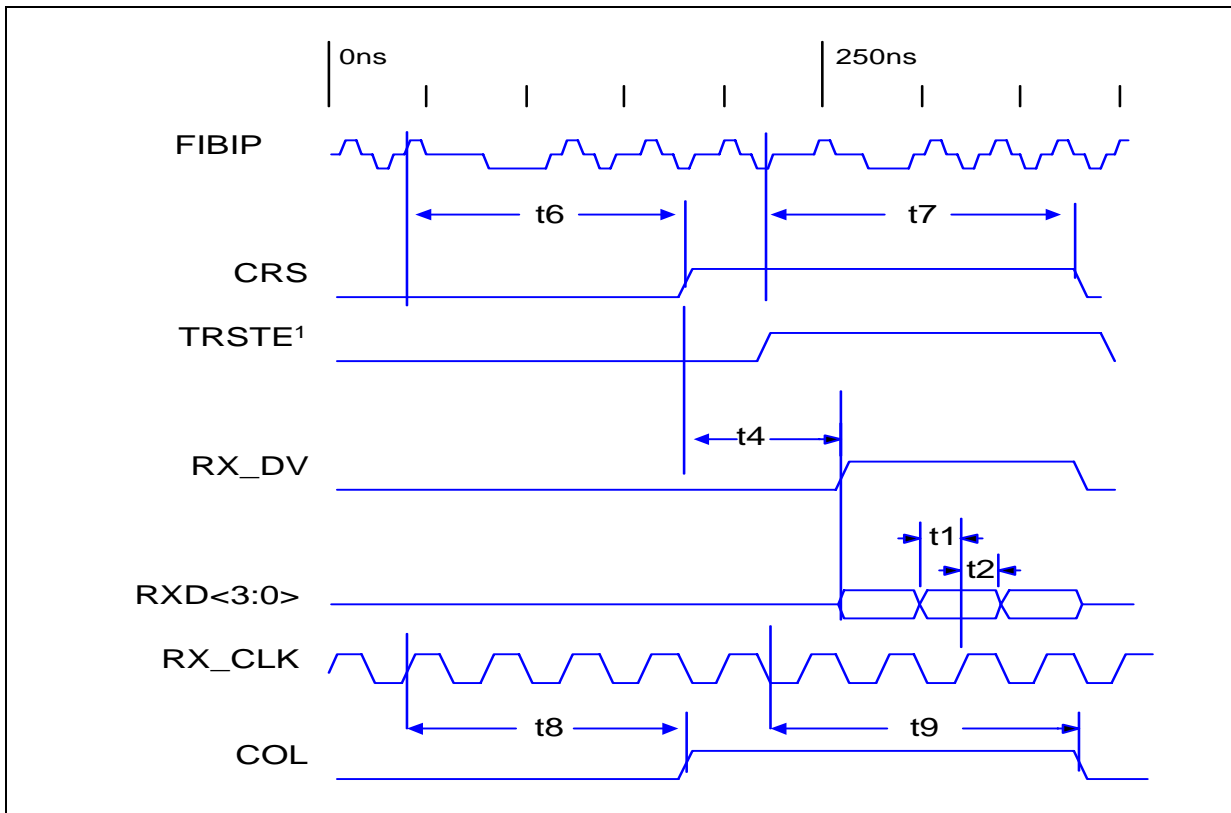 0ns 250ns
FIBIP
t6 t7
CRS
TRSTE¹
t4
RX_DV
t1
t2
RXD<3:0>
RX_CLK
t8 t9
COL